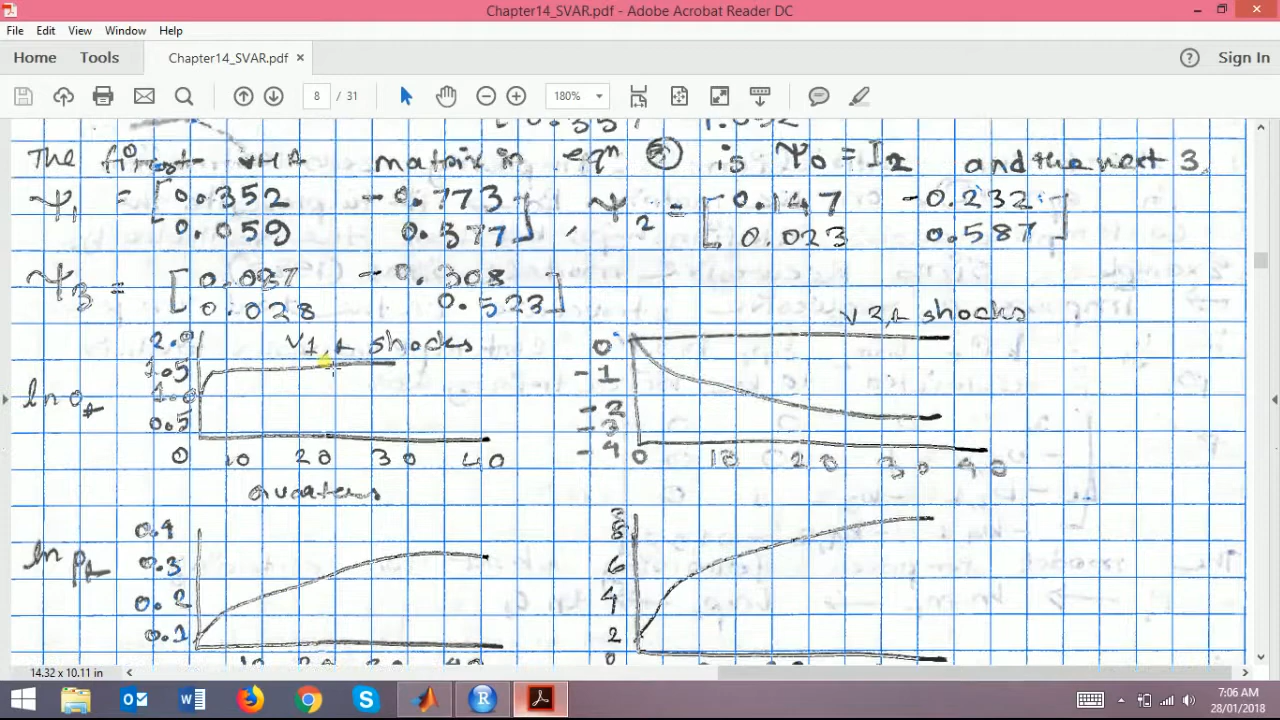 Chapter14_SVAR.pdf - Adobe Acrobat Reader DC
File Edit View Window Help
Home Tools Chapter14_SVAR.pdf × Sign In
8 / 31 180%
The first VMA matrix in eqn is Ψ0 = I2 and the next 3
Ψ1 = [0.352 -0.773
0.059 0.377], Ψ2 = [0.147 -0.232
0.023 0.587]
Ψ3 = [0.087 -0.308
0.028 0.523]
v1,t shocks
v2,t shocks
2.0
1.5
1.0
0.5
ln ot
0 10 20 30 40
quaters
0
-1
-2
-3
-4
0 10 20 30 40
ln pt
0.4
0.3
0.2
0.1
10 20 30 40
8
6
4
2
0
14.32 x 10.11 in
7:06 AM
28/01/2018